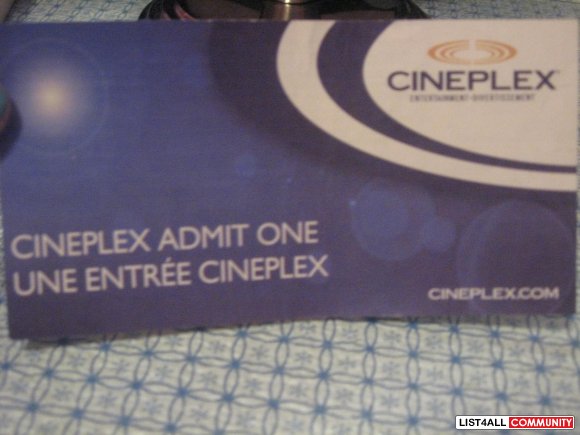 CINEPLEX
ENTERTAINMENT·DIVERTISSEMENT
CINEPLEX ADMIT ONE
UNE ENTRÉE CINEPLEX
CINEPLEX.COM
LIST4ALL COMMUNITY